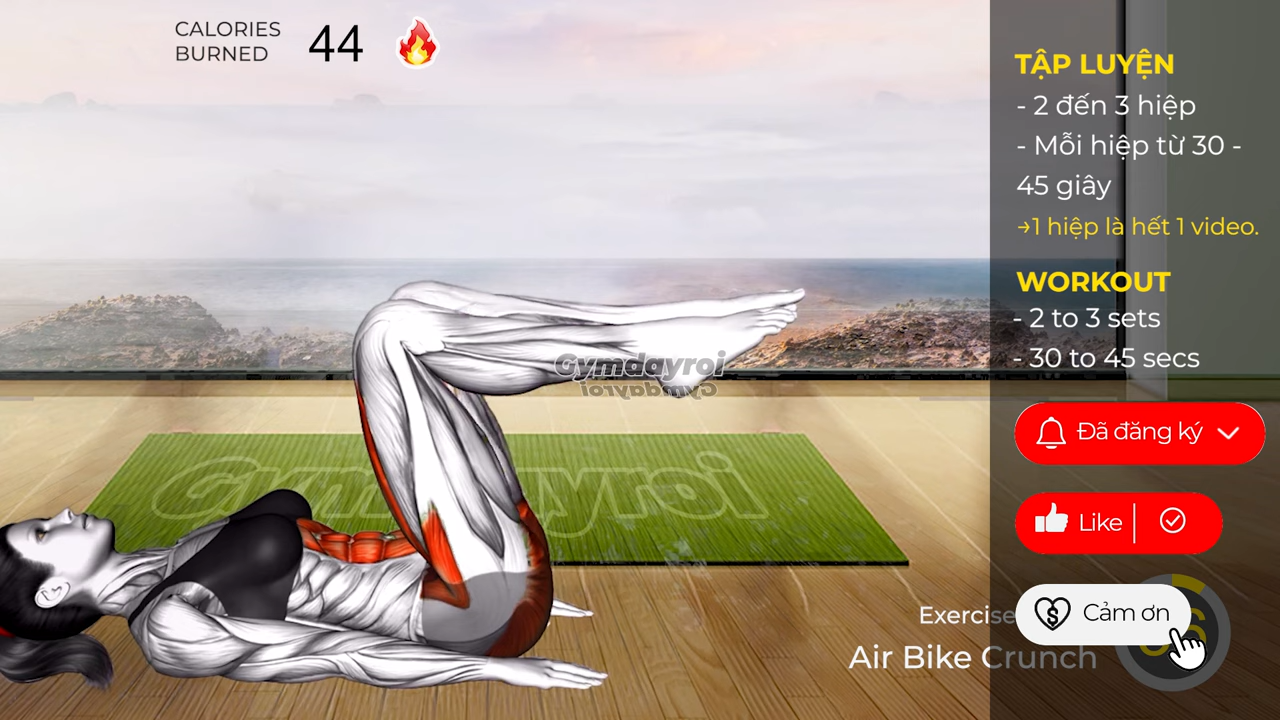 CALORIES
BURNED
44
TẬP LUYỆN
- 2 đến 3 hiệp
- Mỗi hiệp từ 30 -
45 giây
→1 hiệp là hết 1 video.
WORKOUT
- 2 to 3 sets
- 30 to 45 secs
Gymdayroi
Gymdayroi
Gymdayroi
Đã đăng ký
Like
Exercise
Cảm ơn
Air Bike Crunch